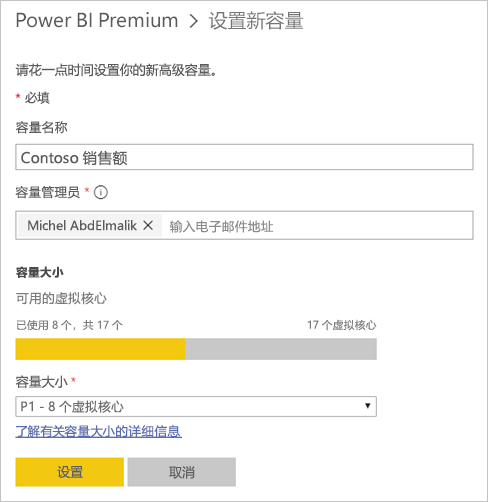 Power BI Premium > 设置新容量
请花一点时间设置你的新高级容量。
* 必填
容量名称
Contoso 销售额
容量管理员 * i
Michel AbdElmalik × 输入电子邮件地址
容量大小
可用的虚拟核心
已使用 8 个，共 17 个 17 个虚拟核心
容量大小 *
P1 - 8 个虚拟核心
了解有关容量大小的详细信息
设置 取消